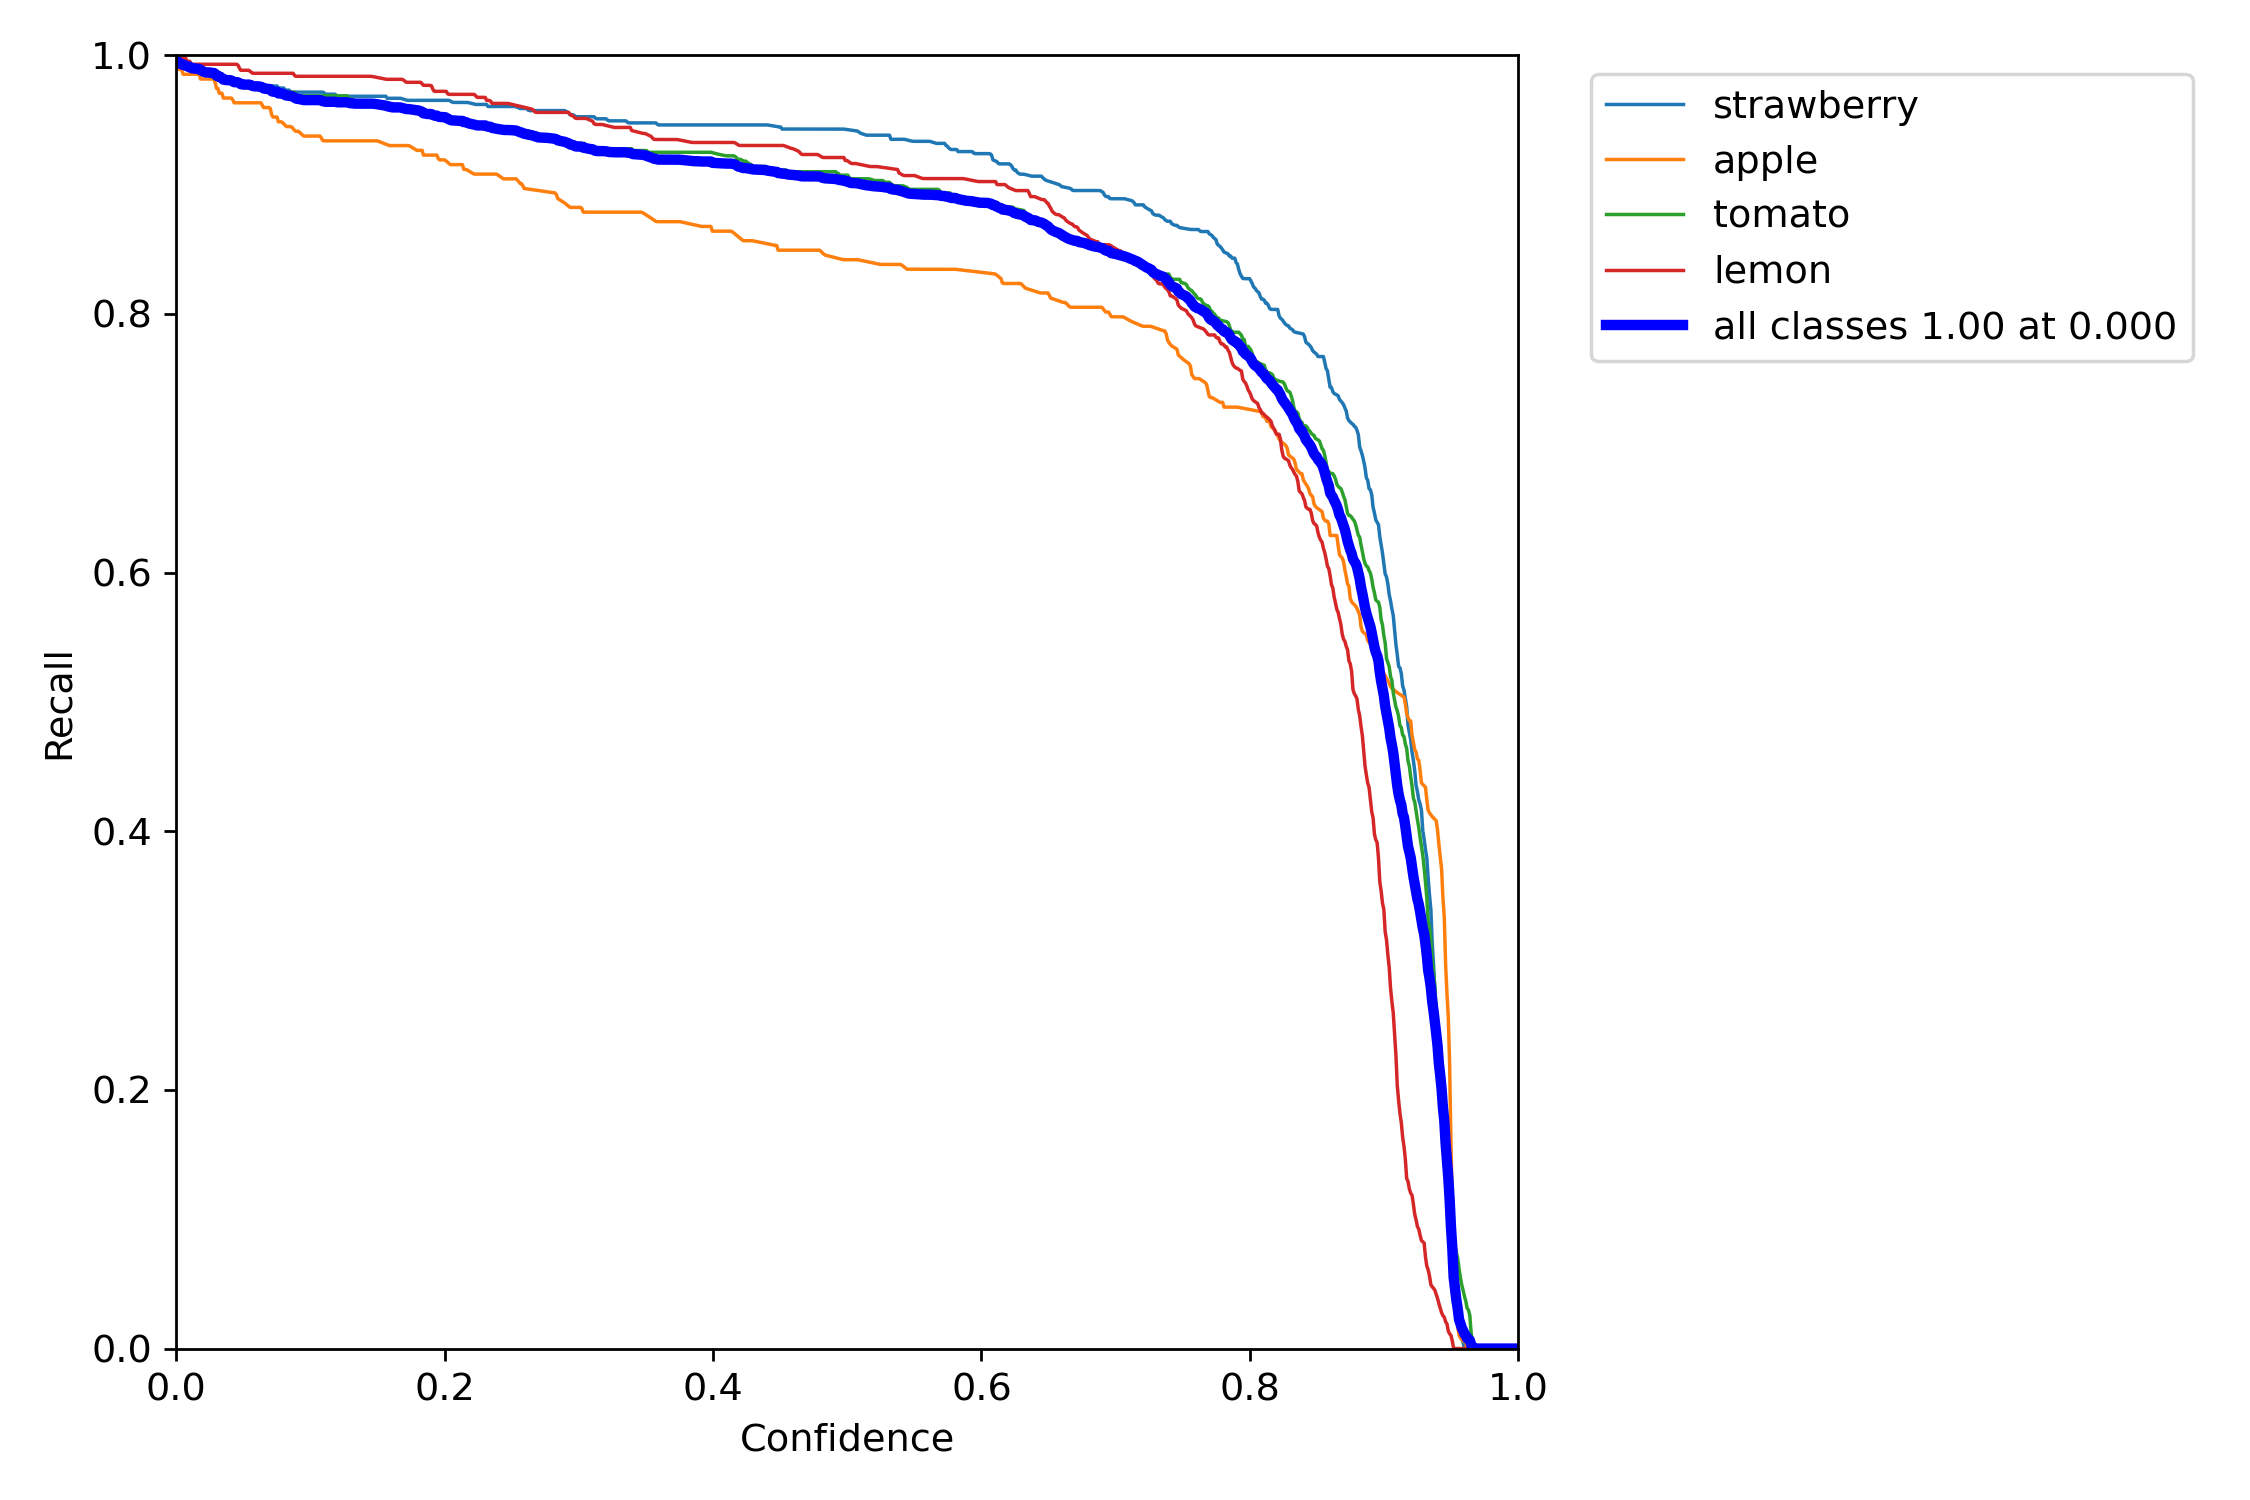 1.0
0.8
0.6
0.4
0.2
0.0
0.0 0.2 0.4 0.6 0.8 1.0
Recall
Confidence
strawberry
apple
tomato
lemon
all classes 1.00 at 0.000